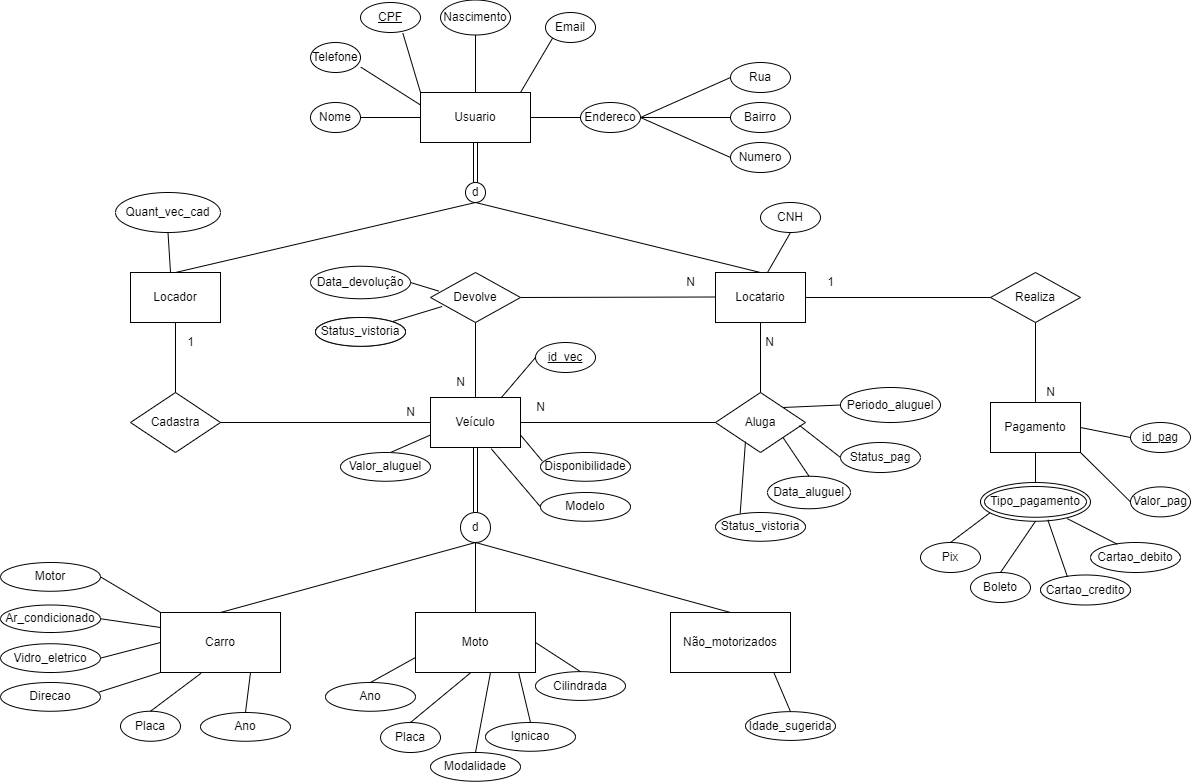 CPF
Nascimento
Email
Telefone
Rua
Nome
Usuario
Endereco
Bairro
Numero
d
Quant_vec_cad
CNH
Data_devolução
Devolve
N
1
Locador
Locatario
Realiza
Status_vistoria
1
N
id_vec
N
N
N
N
Periodo_aluguel
Cadastra
Veículo
Aluga
Pagamento
id_pag
Valor_aluguel
Disponibilidade
Status_pag
Data_aluguel
Modelo
Tipo_pagamento
Valor_pag
d
Status_vistoria
Pix
Cartao_debito
Boleto
Cartao_credito
Motor
Ar_condicionado
Carro
Moto
Não_motorizados
Vidro_eletrico
Direcao
Ano
Cilindrada
Placa
Ano
Placa
Ignicao
Idade_sugerida
Modalidade